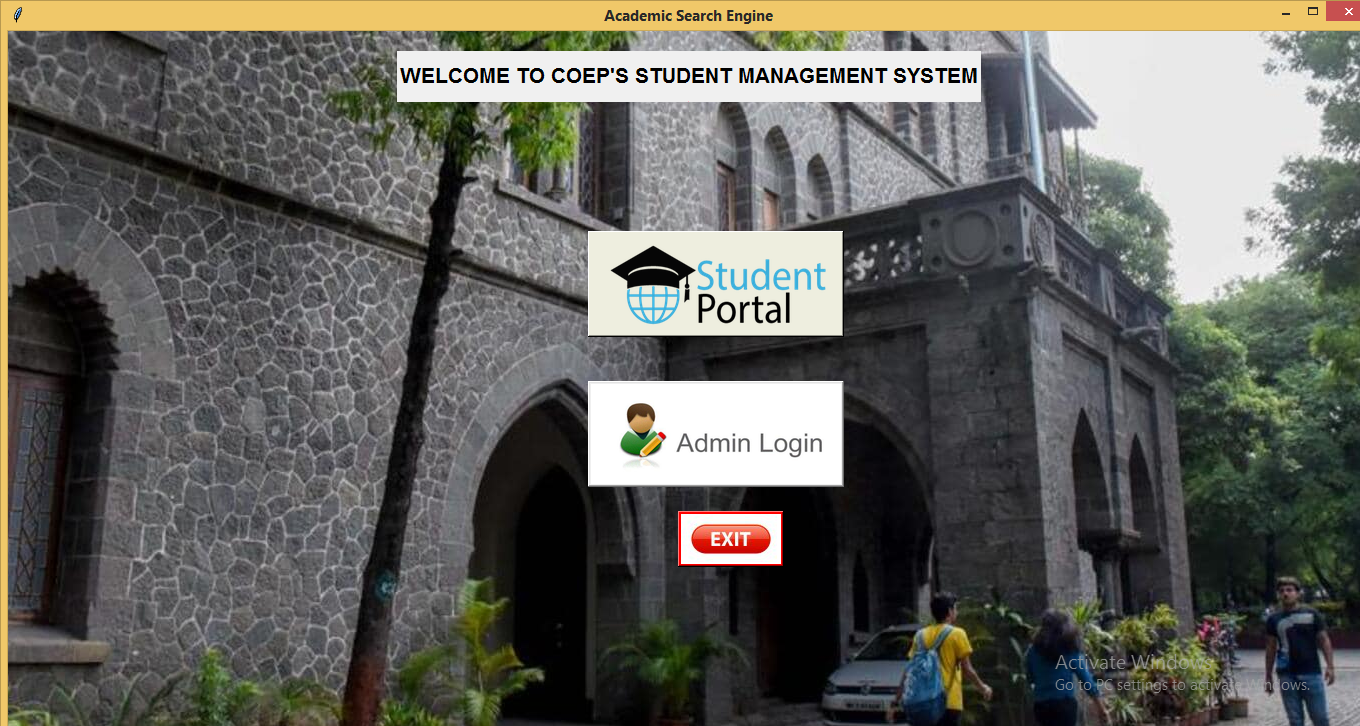 Academic Search Engine
WELCOME TO COEP'S STUDENT MANAGEMENT SYSTEM
Student
Portal
Admin Login
EXIT
Activate Windows
Go to PC settings to activate Windows.